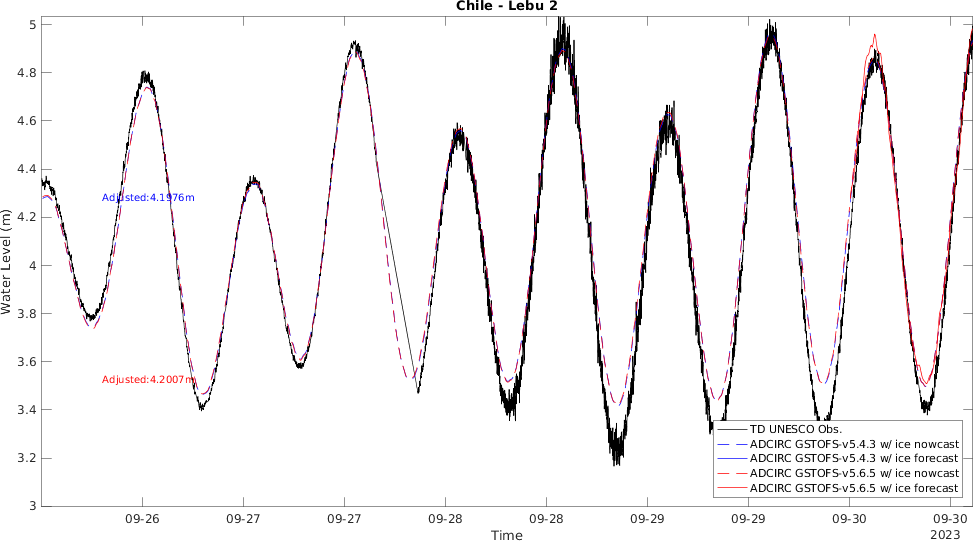 Chile - Lebu 2
5
4.8
4.6
4.4
4.2
4
3.8
3.6
3.4
3.2
3
Water Level (m)
Adjusted:4.1976m
Adjusted:4.2007m
TD UNESCO Obs.
ADCIRC GSTOFS-v5.4.3 w/ ice nowcast
ADCIRC GSTOFS-v5.4.3 w/ ice forecast
ADCIRC GSTOFS-v5.6.5 w/ ice nowcast
ADCIRC GSTOFS-v5.6.5 w/ ice forecast
09-26 09-27 09-27 09-28 09-28 09-29 09-29 09-30 09-30
2023
Time